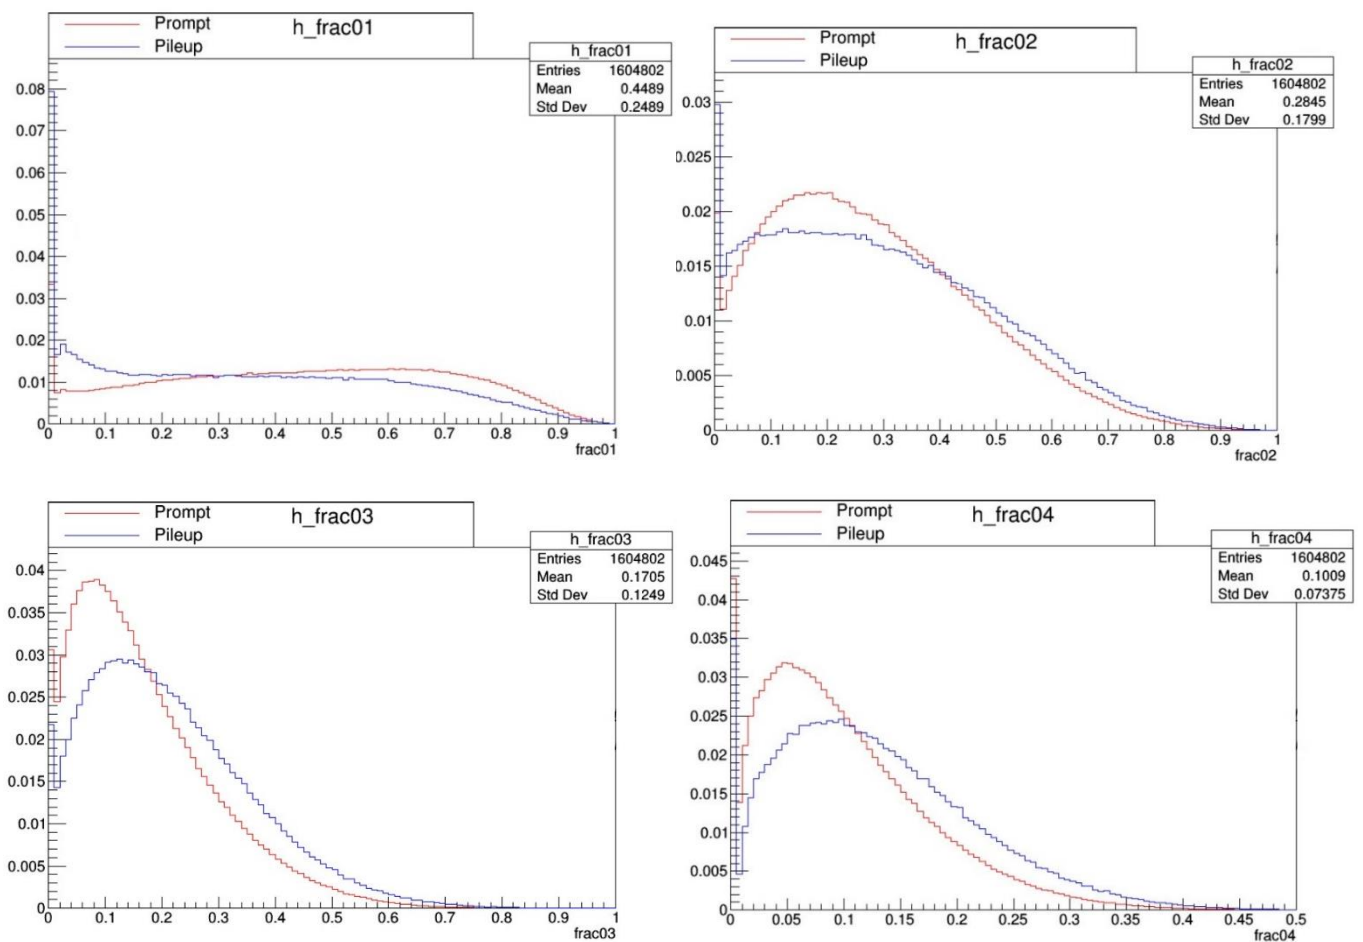 Prompt
Pileup
h_frac01
h_frac01
Entries 1604802
Mean 0.4489
Std Dev 0.2489
0.08
0.07
0.06
0.05
0.04
0.03
0.02
0.01
0
0 0.1 0.2 0.3 0.4 0.5 0.6 0.7 0.8 0.9 1
frac01
Prompt
Pileup
h_frac02
h_frac02
Entries 1604802
Mean 0.2845
Std Dev 0.1799
0.03
0.025
0.02
0.015
0.01
0.005
0
0 0.1 0.2 0.3 0.4 0.5 0.6 0.7 0.8 0.9 1
frac02
Prompt
Pileup
h_frac03
h_frac03
Entries 1604802
Mean 0.1705
Std Dev 0.1249
0.04
0.035
0.03
0.025
0.02
0.015
0.01
0.005
0
0 0.1 0.2 0.3 0.4 0.5 0.6 0.7 0.8 0.9 1
frac03
Prompt
Pileup
h_frac04
h_frac04
Entries 1604802
Mean 0.1009
Std Dev 0.07375
0.045
0.04
0.035
0.03
0.025
0.02
0.015
0.01
0.005
0
0 0.05 0.1 0.15 0.2 0.25 0.3 0.35 0.4 0.45 0.5
frac04